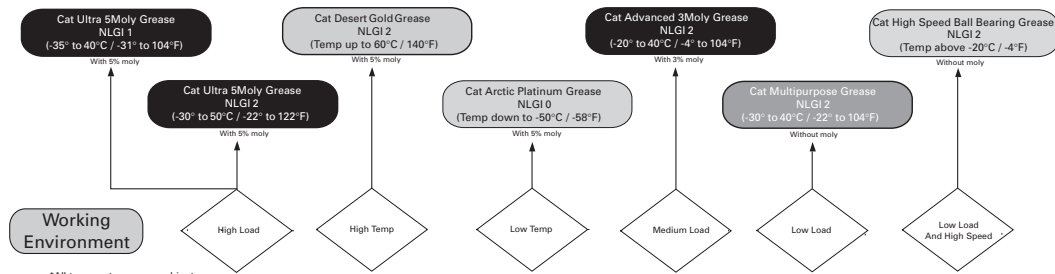 Cat Ultra 5Moly Grease
NLGI 1
(-35° to 40°C / -31° to 104°F)
With 5% moly
Cat Desert Gold Grease
NLGI 2
(Temp up to 60°C / 140°F)
With 5% moly
Cat Advanced 3Moly Grease
NLGI 2
(-20° to 40°C / -4° to 104°F)
With 3% moly
Cat High Speed Ball Bearing Grease
NLGI 2
(Temp above -20°C / -4°F)
Without moly
Cat Ultra 5Moly Grease
NLGI 2
(-30° to 50°C / -22° to 122°F)
With 5% moly
Cat Arctic Platinum Grease
NLGI 0
(Temp down to -50°C / -58°F)
With 5% moly
Cat Multipurpose Grease
NLGI 2
(-30° to 40°C / -22° to 104°F)
Without moly
Working
Environment
High Load
High Temp
Low Temp
Medium Load
Low Load
Low Load
And High Speed